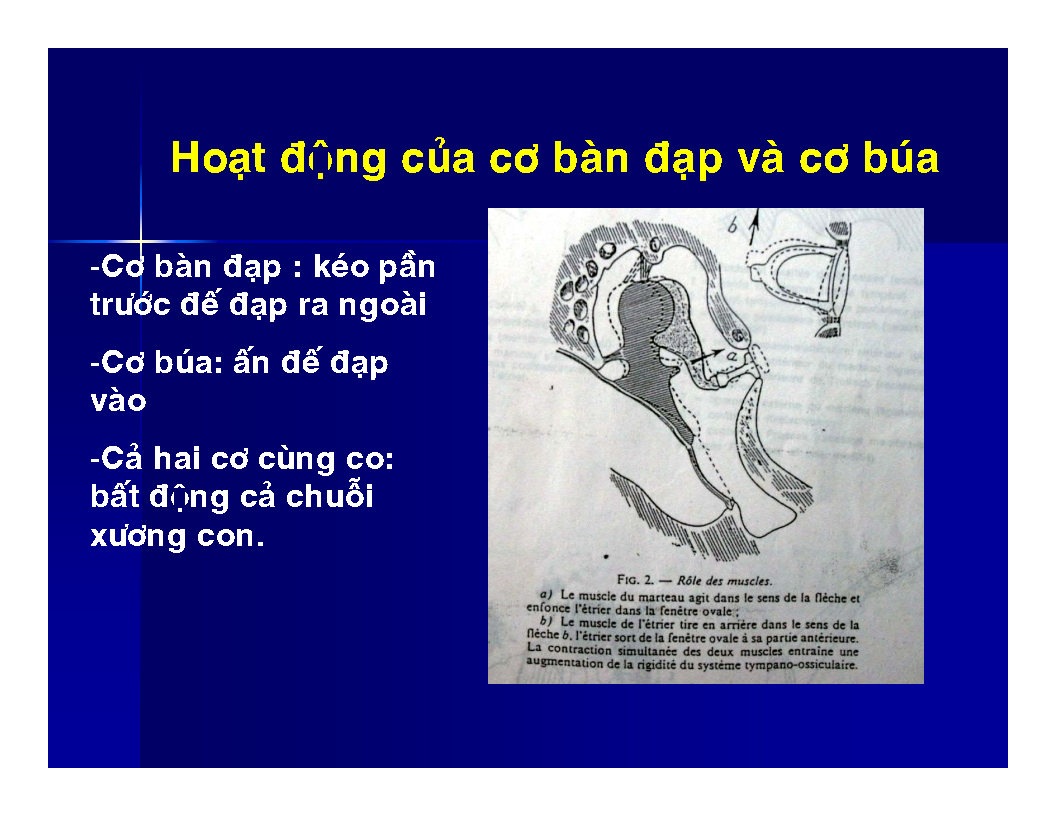 Hoạt động của cơ bàn đạp và cơ búa
-Cơ bàn đạp : kéo pần
trước đế đạp ra ngoài
-Cơ búa: ấn đế đạp
vào
-Cả hai cơ cùng co:
bất động cả chuỗi
xương con.
b
a
FIG. 2. — Rôle des muscles.
a) Le muscle du marteau agit dans le sens de la flèche et
enfonce l'étrier dans la fenêtre ovale ;
b) Le muscle de l'étrier tire en arrière dans le sens de la
flèche b, l'étrier sort de la fenêtre ovale à sa partie antérieure.
La contraction simultanée des deux muscles entraîne une
augmentation de la rigidité du système tympano-ossiculaire.